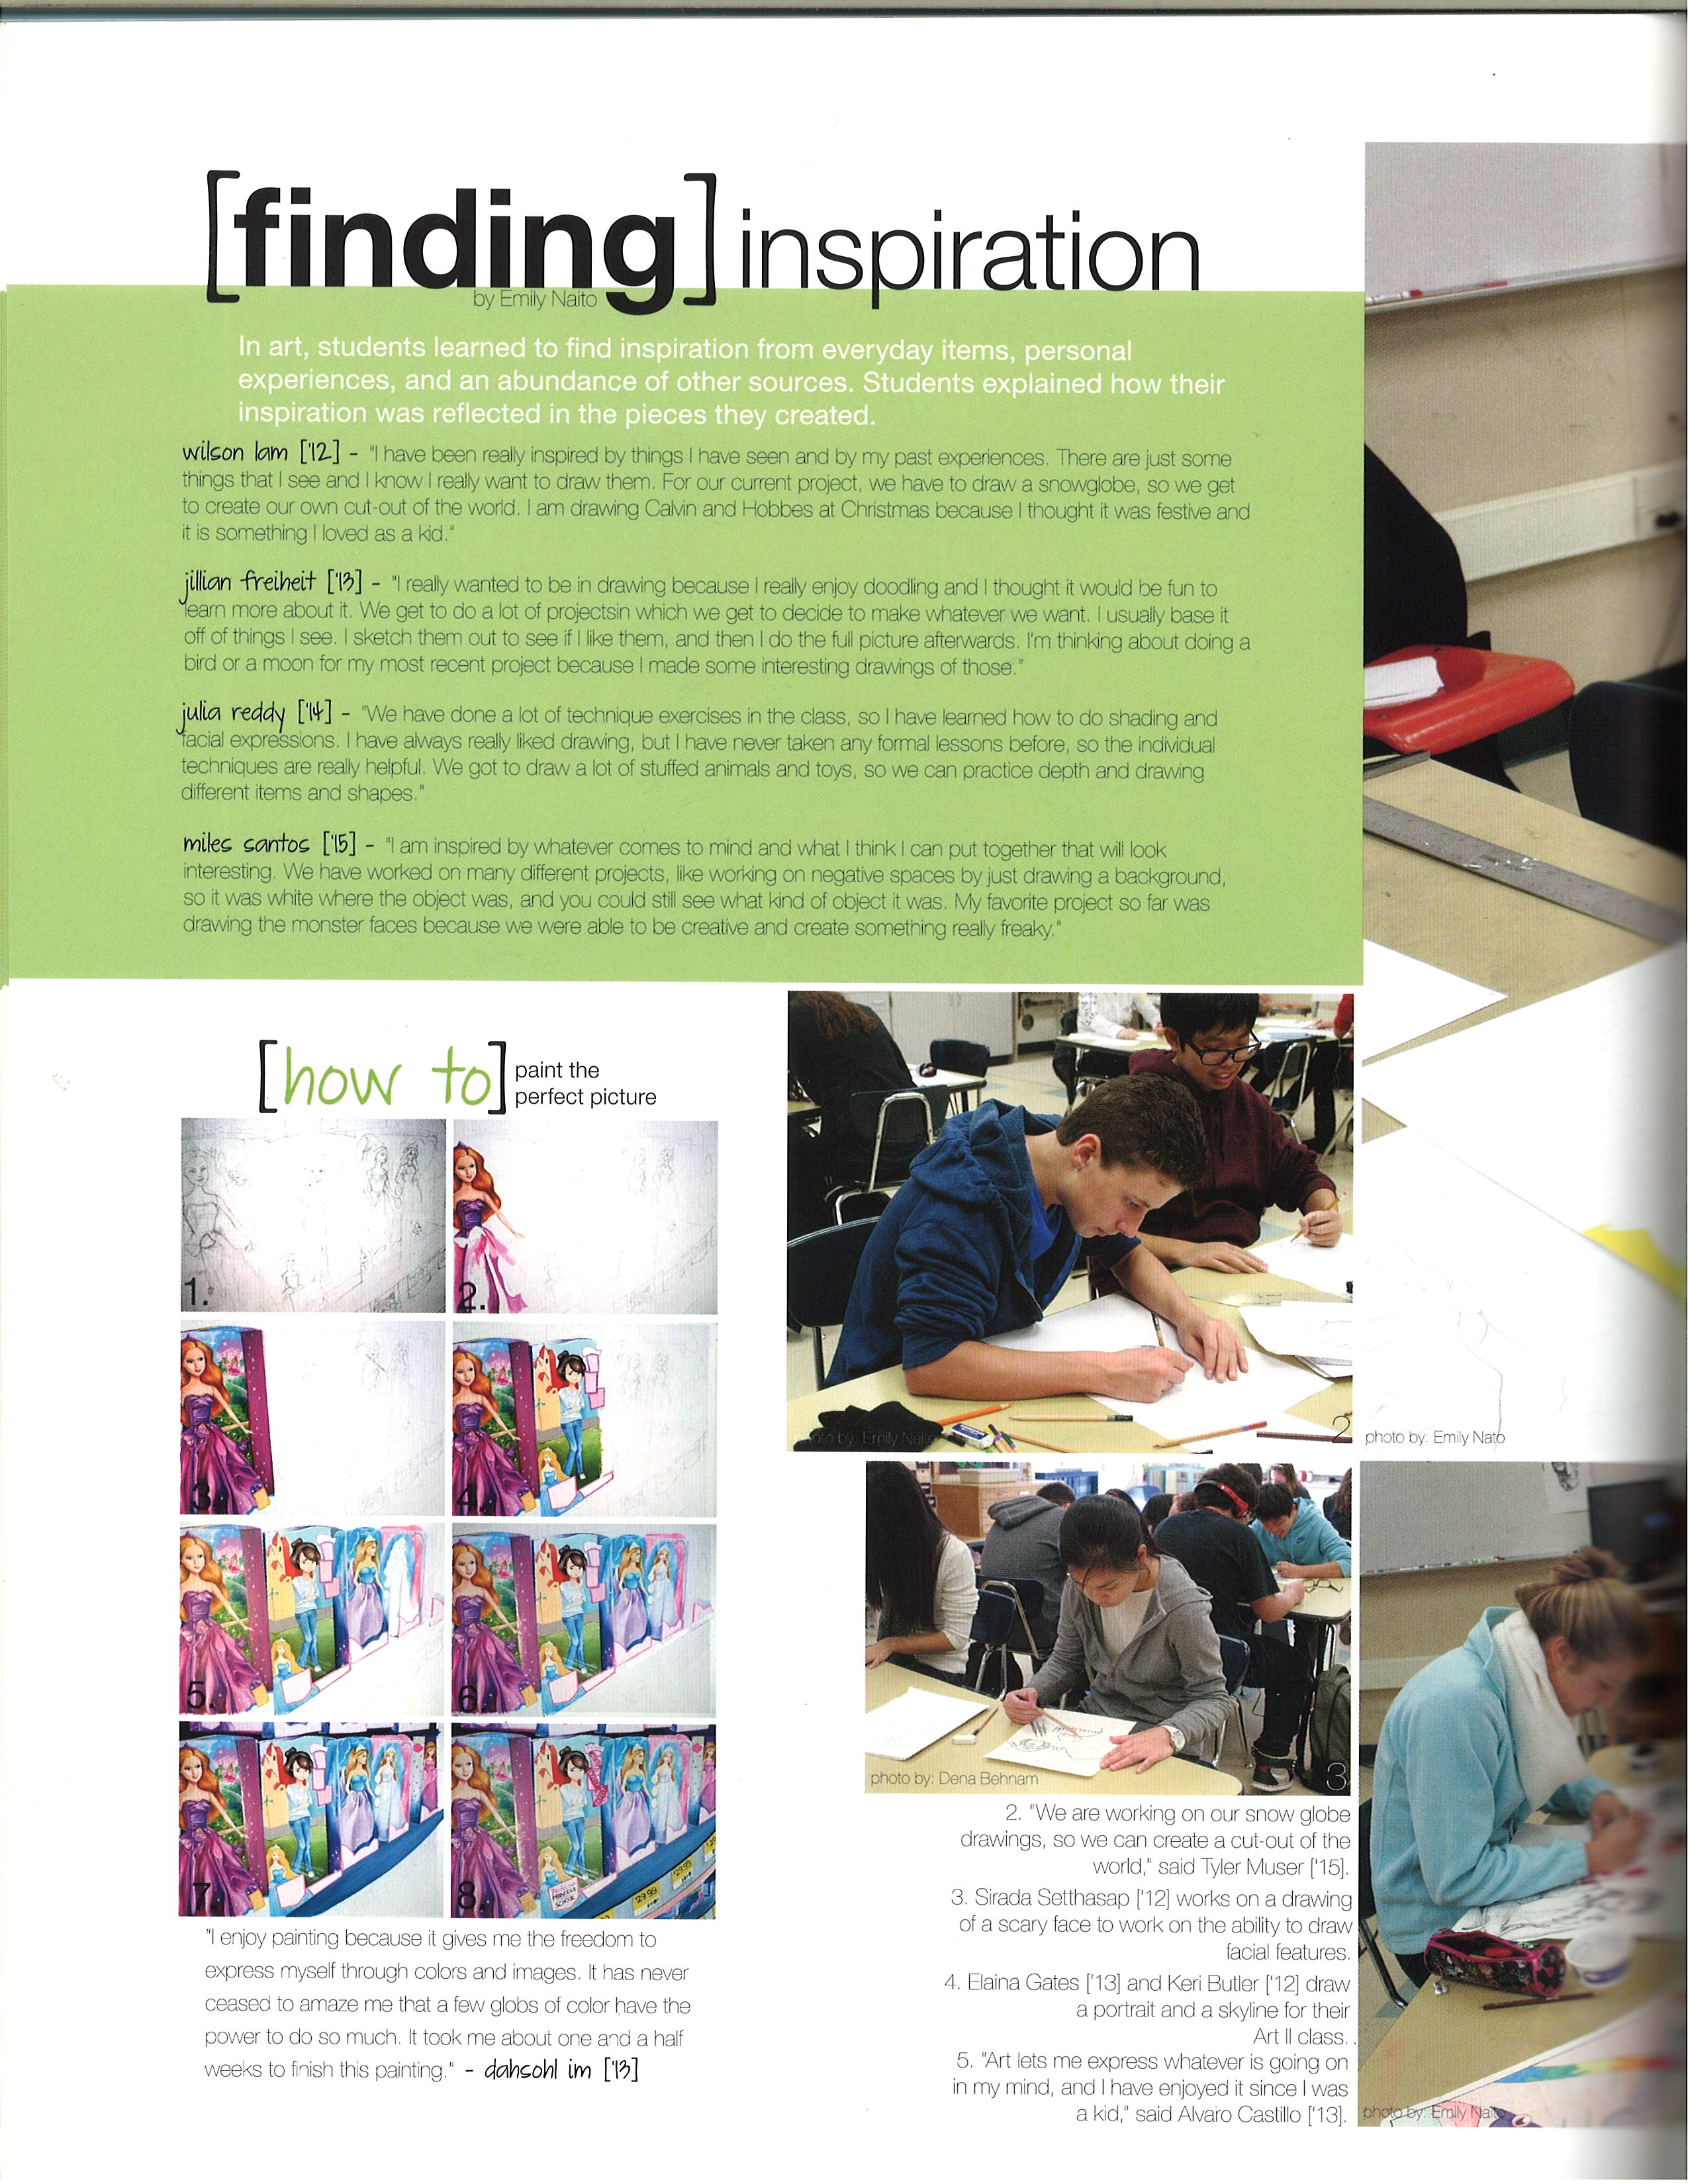 [finding] inspiration
by Emily Naito
In art, students learned to find inspiration from everyday items, personal
experiences, and an abundance of other sources. Students explained how their
inspiration was reflected in the pieces they created.
wilson lam ['12] - "I have been really inspired by things I have seen and by my past experiences. There are just some
things that I see and I know I really want to draw them. For our current project, we have to draw a snowglobe, so we get
to create our own cut-out of the world. I am drawing Calvin and Hobbes at Christmas because I thought it was festive and
it is something I loved as a kid."
jillian freiheit ['13] - "I really wanted to be in drawing because I really enjoy doodling and I thought it would be fun to
learn more about it. We get to do a lot of projectsin which we get to decide to make whatever we want. I usually base it
off of things I see. I sketch them out to see if I like them, and then I do the full picture afterwards. I'm thinking about doing a
bird or a moon for my most recent project because I made some interesting drawings of those."
julia reddy ['14] - "We have done a lot of technique exercises in the class, so I have learned how to do shading and
facial expressions. I have always really liked drawing, but I have never taken any formal lessons before, so the individual
techniques are really helpful. We got to draw a lot of stuffed animals and toys, so we can practice depth and drawing
different items and shapes."
miles santos ['15] - "I am inspired by whatever comes to mind and what I think I can put together that will look
interesting. We have worked on many different projects, like working on negative spaces by just drawing a background,
so it was white where the object was, and you could still see what kind of object it was. My favorite project so far was
drawing the monster faces because we were able to be creative and create something really freaky."
[how to] paint the
perfect picture
1.
2.
3.
4.
5.
6
7.
8
$29.99
"I enjoy painting because it gives me the freedom to
express myself through colors and images. It has never
ceased to amaze me that a few globs of color have the
power to do so much. It took me about one and a half
weeks to finish this painting." - dahsohl im ['13]
photo by: Emily Naito
2
photo by: Emily Nato
photo by: Dena Behnam
3
2. "We are working on our snow globe
drawings, so we can create a cut-out of the
world," said Tyler Muser ['15].
3. Sirada Setthasap ['12] works on a drawing
of a scary face to work on the ability to draw
facial features.
4. Elaina Gates ['13] and Keri Butler ['12] draw
a portrait and a skyline for their
Art II class.
5. "Art lets me express whatever is going on
in my mind, and I have enjoyed it since I was
a kid," said Alvaro Castillo ['13].
photo by: Emily Naito